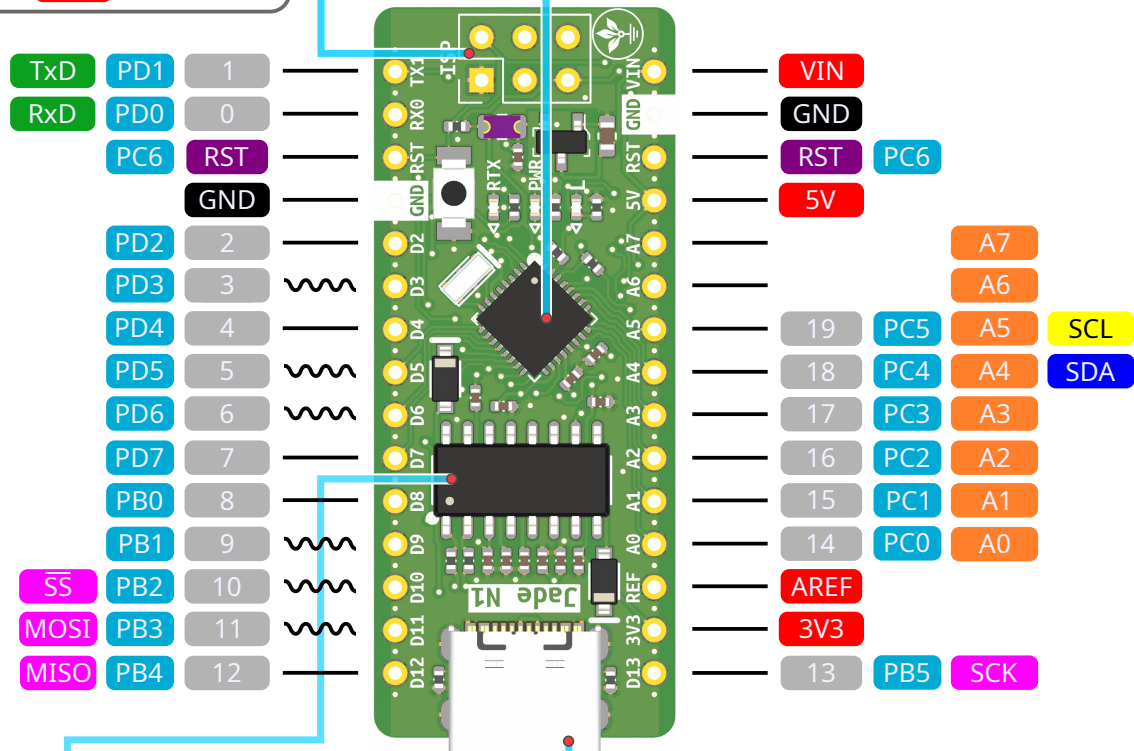 ISP
TxD PD1 1 TX1 VIN VIN
RxD PD0 0 RX0 GND GND
PC6 RST RST RST RST PC6
GND GND 5V 5V
RTX PWR L
PD2 2 D2 A7 A7
PD3 3 D3 A6 A6
PD4 4 D4 A5 19 PC5 A5 SCL
PD5 5 D5 A4 18 PC4 A4 SDA
PD6 6 D6 A3 17 PC3 A3
PD7 7 D7 A2 16 PC2 A2
PB0 8 D8 A1 15 PC1 A1
PB1 9 D9 A0 14 PC0 A0
SS PB2 10 D10 REF AREF
Jade N1
MOSI PB3 11 D11 3V3 3V3
MISO PB4 12 D12 D13 13 PB5 SCK